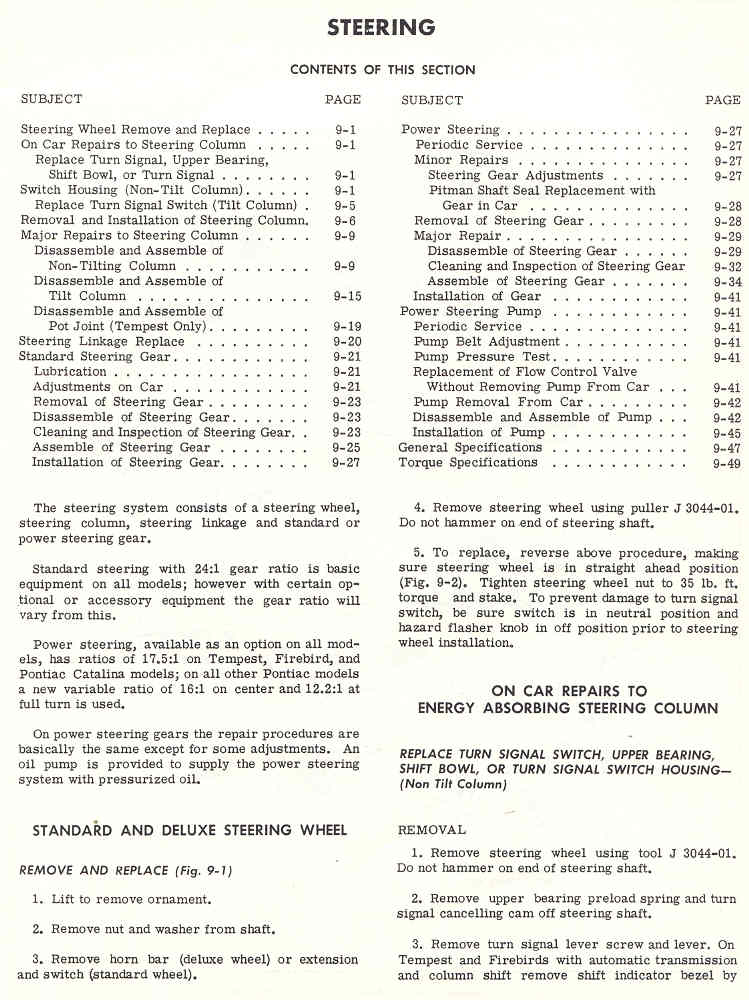 STEERING
CONTENTS OF THIS SECTION
SUBJECT PAGE
Steering Wheel Remove and Replace . . . . . 9-1
On Car Repairs to Steering Column . . . . . 9-1
Replace Turn Signal, Upper Bearing,
Shift Bowl, or Turn Signal . . . . . . . . 9-1
Switch Housing (Non-Tilt Column). . . . . . 9-1
Replace Turn Signal Switch (Tilt Column) . 9-5
Removal and Installation of Steering Column. 9-6
Major Repairs to Steering Column . . . . . . 9-9
Disassemble and Assemble of
Non-Tilting Column . . . . . . . . . . . 9-9
Disassemble and Assemble of
Tilt Column . . . . . . . . . . . . . . . 9-15
Disassemble and Assemble of
Pot Joint (Tempest Only). . . . . . . . . 9-19
Steering Linkage Replace . . . . . . . . . . 9-20
Standard Steering Gear. . . . . . . . . . . . 9-21
Lubrication . . . . . . . . . . . . . . . . . 9-21
Adjustments on Car . . . . . . . . . . . . 9-21
Removal of Steering Gear . . . . . . . . . 9-23
Disassemble of Steering Gear. . . . . . . 9-23
Cleaning and Inspection of Steering Gear. . 9-23
Assemble of Steering Gear . . . . . . . . 9-25
Installation of Steering Gear. . . . . . . . 9-27
SUBJECT PAGE
Power Steering . . . . . . . . . . . . . . . . 9-27
Periodic Service . . . . . . . . . . . . . . 9-27
Minor Repairs . . . . . . . . . . . . . . . 9-27
Steering Gear Adjustments . . . . . . . 9-27
Pitman Shaft Seal Replacement with
Gear in Car . . . . . . . . . . . . . . 9-28
Removal of Steering Gear . . . . . . . . . 9-28
Major Repair. . . . . . . . . . . . . . . . 9-29
Disassemble of Steering Gear . . . . . . 9-29
Cleaning and Inspection of Steering Gear 9-32
Assemble of Steering Gear . . . . . . . 9-34
Installation of Gear . . . . . . . . . . . . 9-41
Power Steering Pump . . . . . . . . . . . . 9-41
Periodic Service . . . . . . . . . . . . . . 9-41
Pump Belt Adjustment . . . . . . . . . . . 9-41
Pump Pressure Test. . . . . . . . . . . . 9-41
Replacement of Flow Control Valve
Without Removing Pump From Car . . . 9-41
Pump Removal From Car . . . . . . . . . 9-42
Disassemble and Assemble of Pump . . . 9-42
Installation of Pump . . . . . . . . . . . . 9-45
General Specifications . . . . . . . . . . . . 9-47
Torque Specifications . . . . . . . . . . . . 9-49
The steering system consists of a steering wheel,
steering column, steering linkage and standard or
power steering gear.
Standard steering with 24:1 gear ratio is basic
equipment on all models; however with certain op-
tional or accessory equipment the gear ratio will
vary from this.
Power steering, available as an option on all mod-
els, has ratios of 17.5:1 on Tempest, Firebird, and
Pontiac Catalina models; on all other Pontiac models
a new variable ratio of 16:1 on center and 12.2:1 at
full turn is used.
On power steering gears the repair procedures are
basically the same except for some adjustments. An
oil pump is provided to supply the power steering
system with pressurized oil.
STANDARD AND DELUXE STEERING WHEEL
REMOVE AND REPLACE (Fig. 9-1)
1. Lift to remove ornament.
2. Remove nut and washer from shaft.
3. Remove horn bar (deluxe wheel) or extension
and switch (standard wheel).
4. Remove steering wheel using puller J 3044-01.
Do not hammer on end of steering shaft.
5. To replace, reverse above procedure, making
sure steering wheel is in straight ahead position
(Fig. 9-2). Tighten steering wheel nut to 35 lb. ft.
torque and stake. To prevent damage to turn signal
switch, be sure switch is in neutral position and
hazard flasher knob in off position prior to steering
wheel installation.
ON CAR REPAIRS TO
ENERGY ABSORBING STEERING COLUMN
REPLACE TURN SIGNAL SWITCH, UPPER BEARING,
SHIFT BOWL, OR TURN SIGNAL SWITCH HOUSING—
(Non Tilt Column)
REMOVAL
1. Remove steering wheel using tool J 3044-01.
Do not hammer on end of steering shaft.
2. Remove upper bearing preload spring and turn
signal cancelling cam off steering shaft.
3. Remove turn signal lever screw and lever. On
Tempest and Firebirds with automatic transmission
and column shift remove shift indicator bezel by